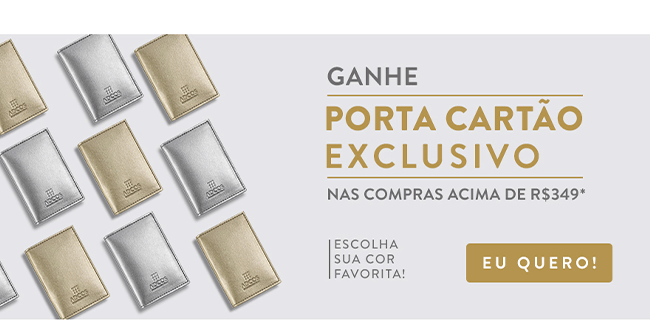 GANHE
PORTA CARTÃO
EXCLUSIVO
NAS COMPRAS ACIMA DE R$349*
ESCOLHA
SUA COR
FAVORITA!
EU QUERO!